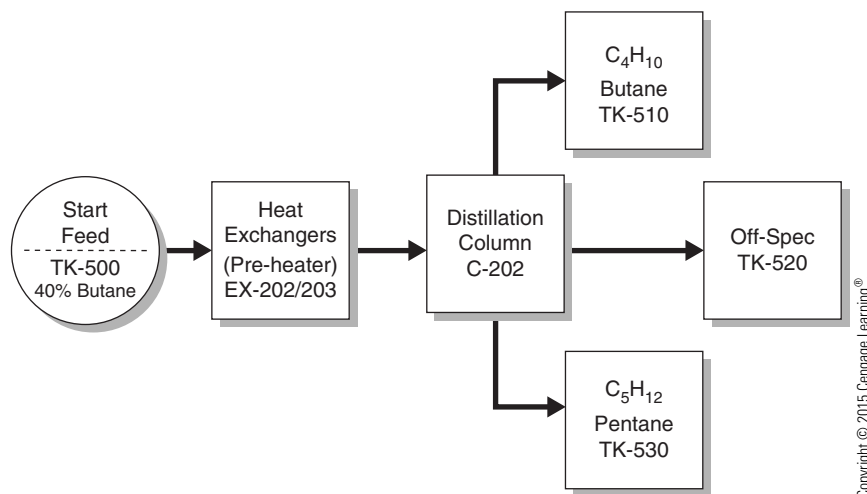 Start
Feed
TK-500
40% Butane
Heat
Exchangers
(Pre-heater)
EX-202/203
Distillation
Column
C-202
C₄H₁₀
Butane
TK-510
Off-Spec
TK-520
C₅H₁₂
Pentane
TK-530
Copyright © 2015 Cengage Learning®